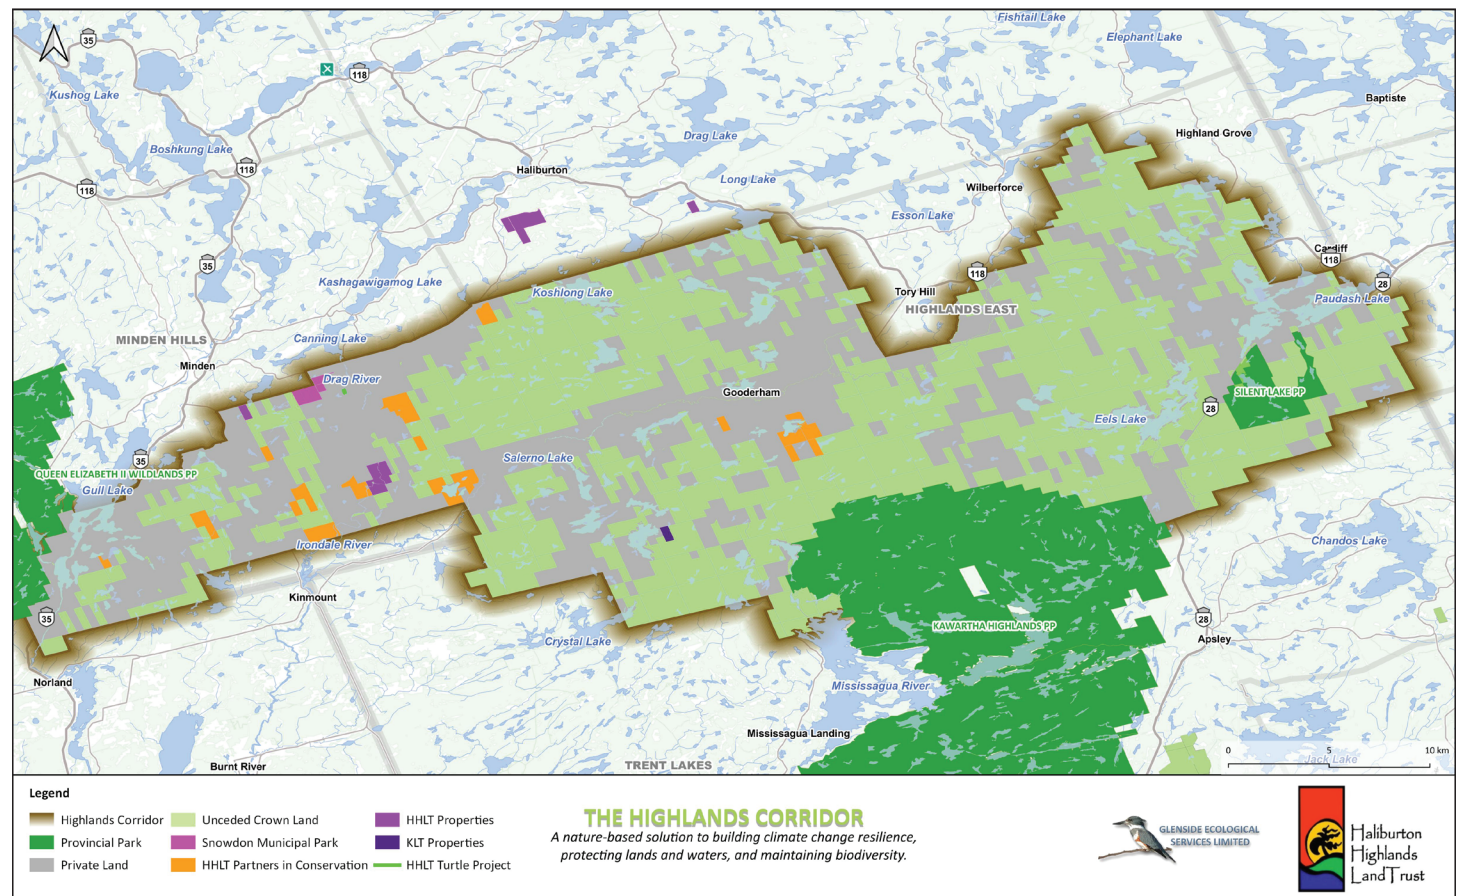 Fishtail Lake
Elephant Lake
35
118
Kushog Lake
Baptiste
Drag Lake
Highland Grove
Boshkung Lake
118
Haliburton
Long Lake
Wilberforce
118
Esson Lake
Cardiff
118
35
118
28
Kashagawigamog Lake
Koshlong Lake
Tory Hill
Paudash Lake
HIGHLANDS EAST
MINDEN HILLS
Canning Lake
Minden
Drag River
Gooderham
SILENT LAKE PP
28
Eels Lake
35
Salerno Lake
QUEEN ELIZABETH II WILDLANDS PP
Gull Lake
Irondale River
Chandos Lake
Kinmount
35
28
KAWARTHA HIGHLANDS PP
Crystal Lake
Apsley
Norland
Mississagua River
Mississagua Landing
Burnt River
TRENT LAKES
0 5 10 km
Jack Lake
Legend
Highlands Corridor
Provincial Park
Private Land
Unceded Crown Land
Snowdon Municipal Park
HHLT Partners in Conservation
HHLT Properties
KLT Properties
HHLT Turtle Project
THE HIGHLANDS CORRIDOR
A nature-based solution to building climate change resilience,
protecting lands and waters, and maintaining biodiversity.
GLENSIDE ECOLOGICAL
SERVICES LIMITED
Haliburton
Highlands
LandTrust